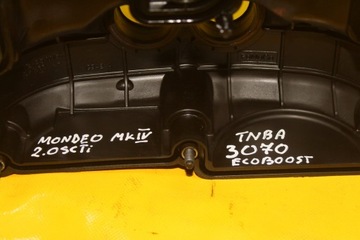 MONDEO MKIV
2.0SCTi
TNBA
3070
ECOBOOST